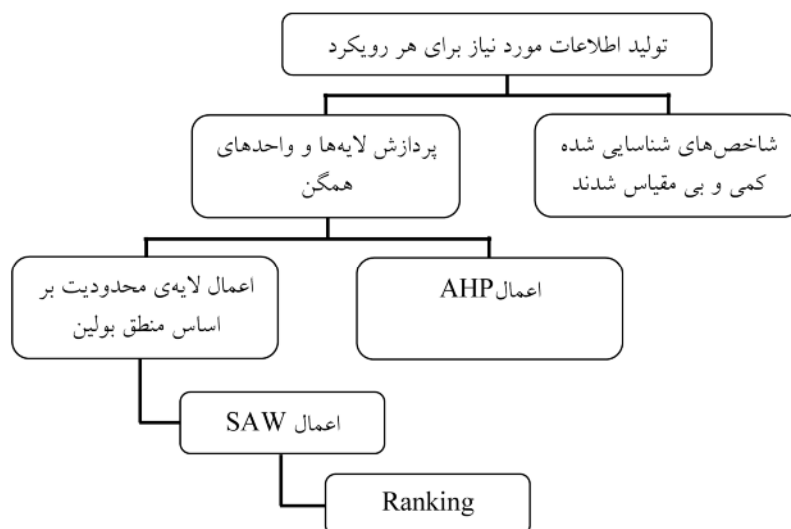 تولید اطلاعات مورد نیاز برای هر رویکرد
شاخص‌های شناسایی شده
کمی و بی مقیاس شدند
پردازش لایه‌ها و واحدهای
همگن
اعمال AHP
اعمال لایه‌ی محدودیت بر
اساس منطق بولین
اعمال SAW
Ranking